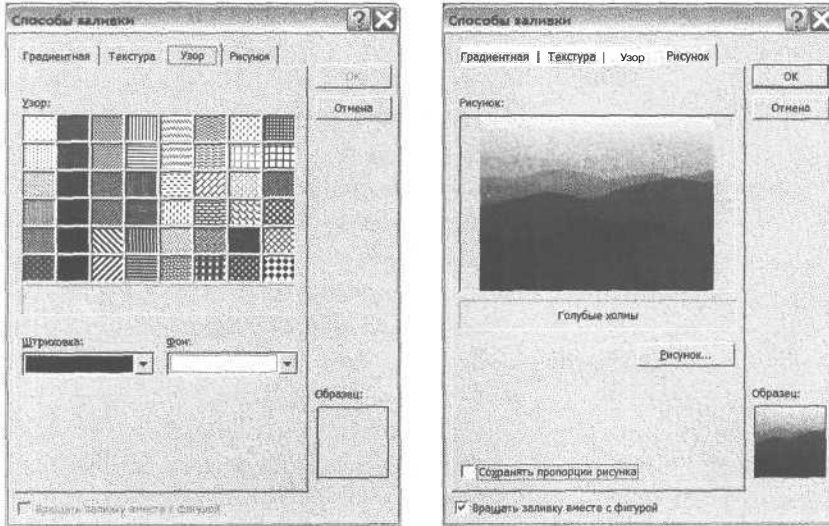 Способы заливки
Градиентная Текстура Узор Рисунок
ОК
Отмена
Узор:
Штриховка:
Фон:
Образец:
Вращать заливку вместе с фигурой
Способы заливки
Градиентная Текстура Узор Рисунок
ОК
Отмена
Рисунок:
Голубые холмы
Рисунок...
Образец:
Сохранять пропорции рисунка
Вращать заливку вместе с фигурой